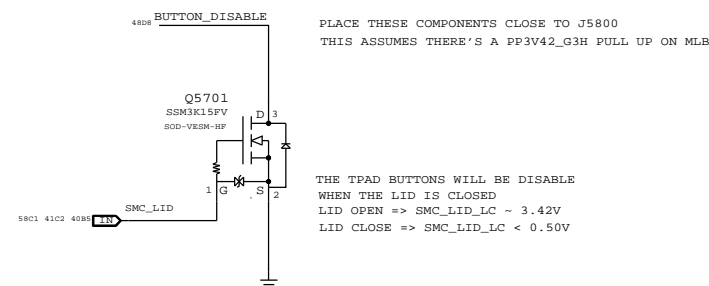 BUTTON_DISABLE
48D8
PLACE THESE COMPONENTS CLOSE TO J5800
THIS ASSUMES THERE'S A PP3V42_G3H PULL UP ON MLB
Q5701
SSM3K15FV
SOD-VESM-HF
D 3
1 G S 2
SMC_LID
58C1 41C2 40B5 IN
THE TPAD BUTTONS WILL BE DISABLE
WHEN THE LID IS CLOSED
LID OPEN => SMC_LID_LC ~ 3.42V
LID CLOSE => SMC_LID_LC < 0.50V